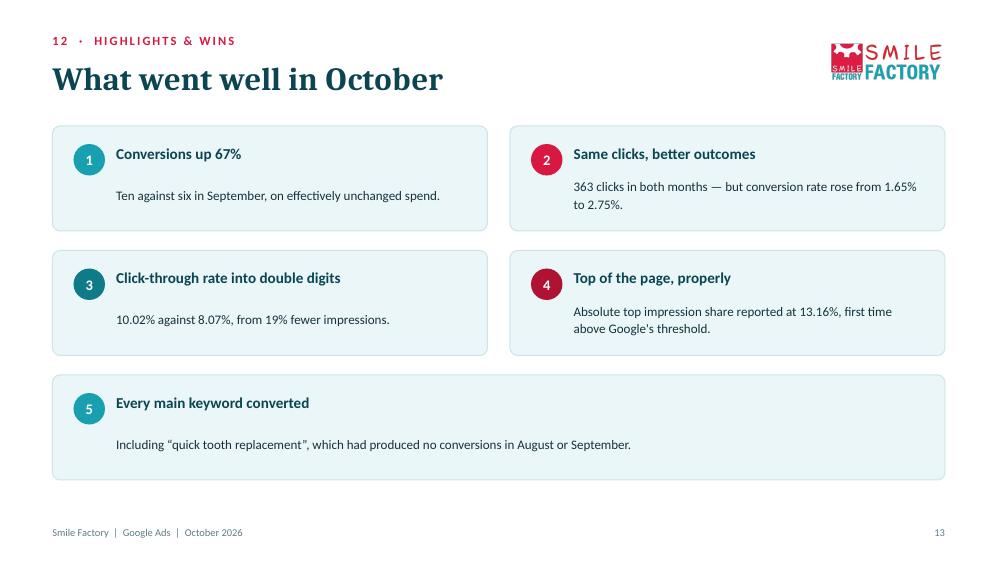 12 · HIGHLIGHTS & WINS
What went well in October
SMILE
FACTORY
SMILE
FACTORY
1
Conversions up 67%
Ten against six in September, on effectively unchanged spend.
2
Same clicks, better outcomes
363 clicks in both months — but conversion rate rose from 1.65%
to 2.75%.
3
Click-through rate into double digits
10.02% against 8.07%, from 19% fewer impressions.
4
Top of the page, properly
Absolute top impression share reported at 13.16%, first time
above Google's threshold.
5
Every main keyword converted
Including “quick tooth replacement”, which had produced no conversions in August or September.
Smile Factory | Google Ads | October 2026
13